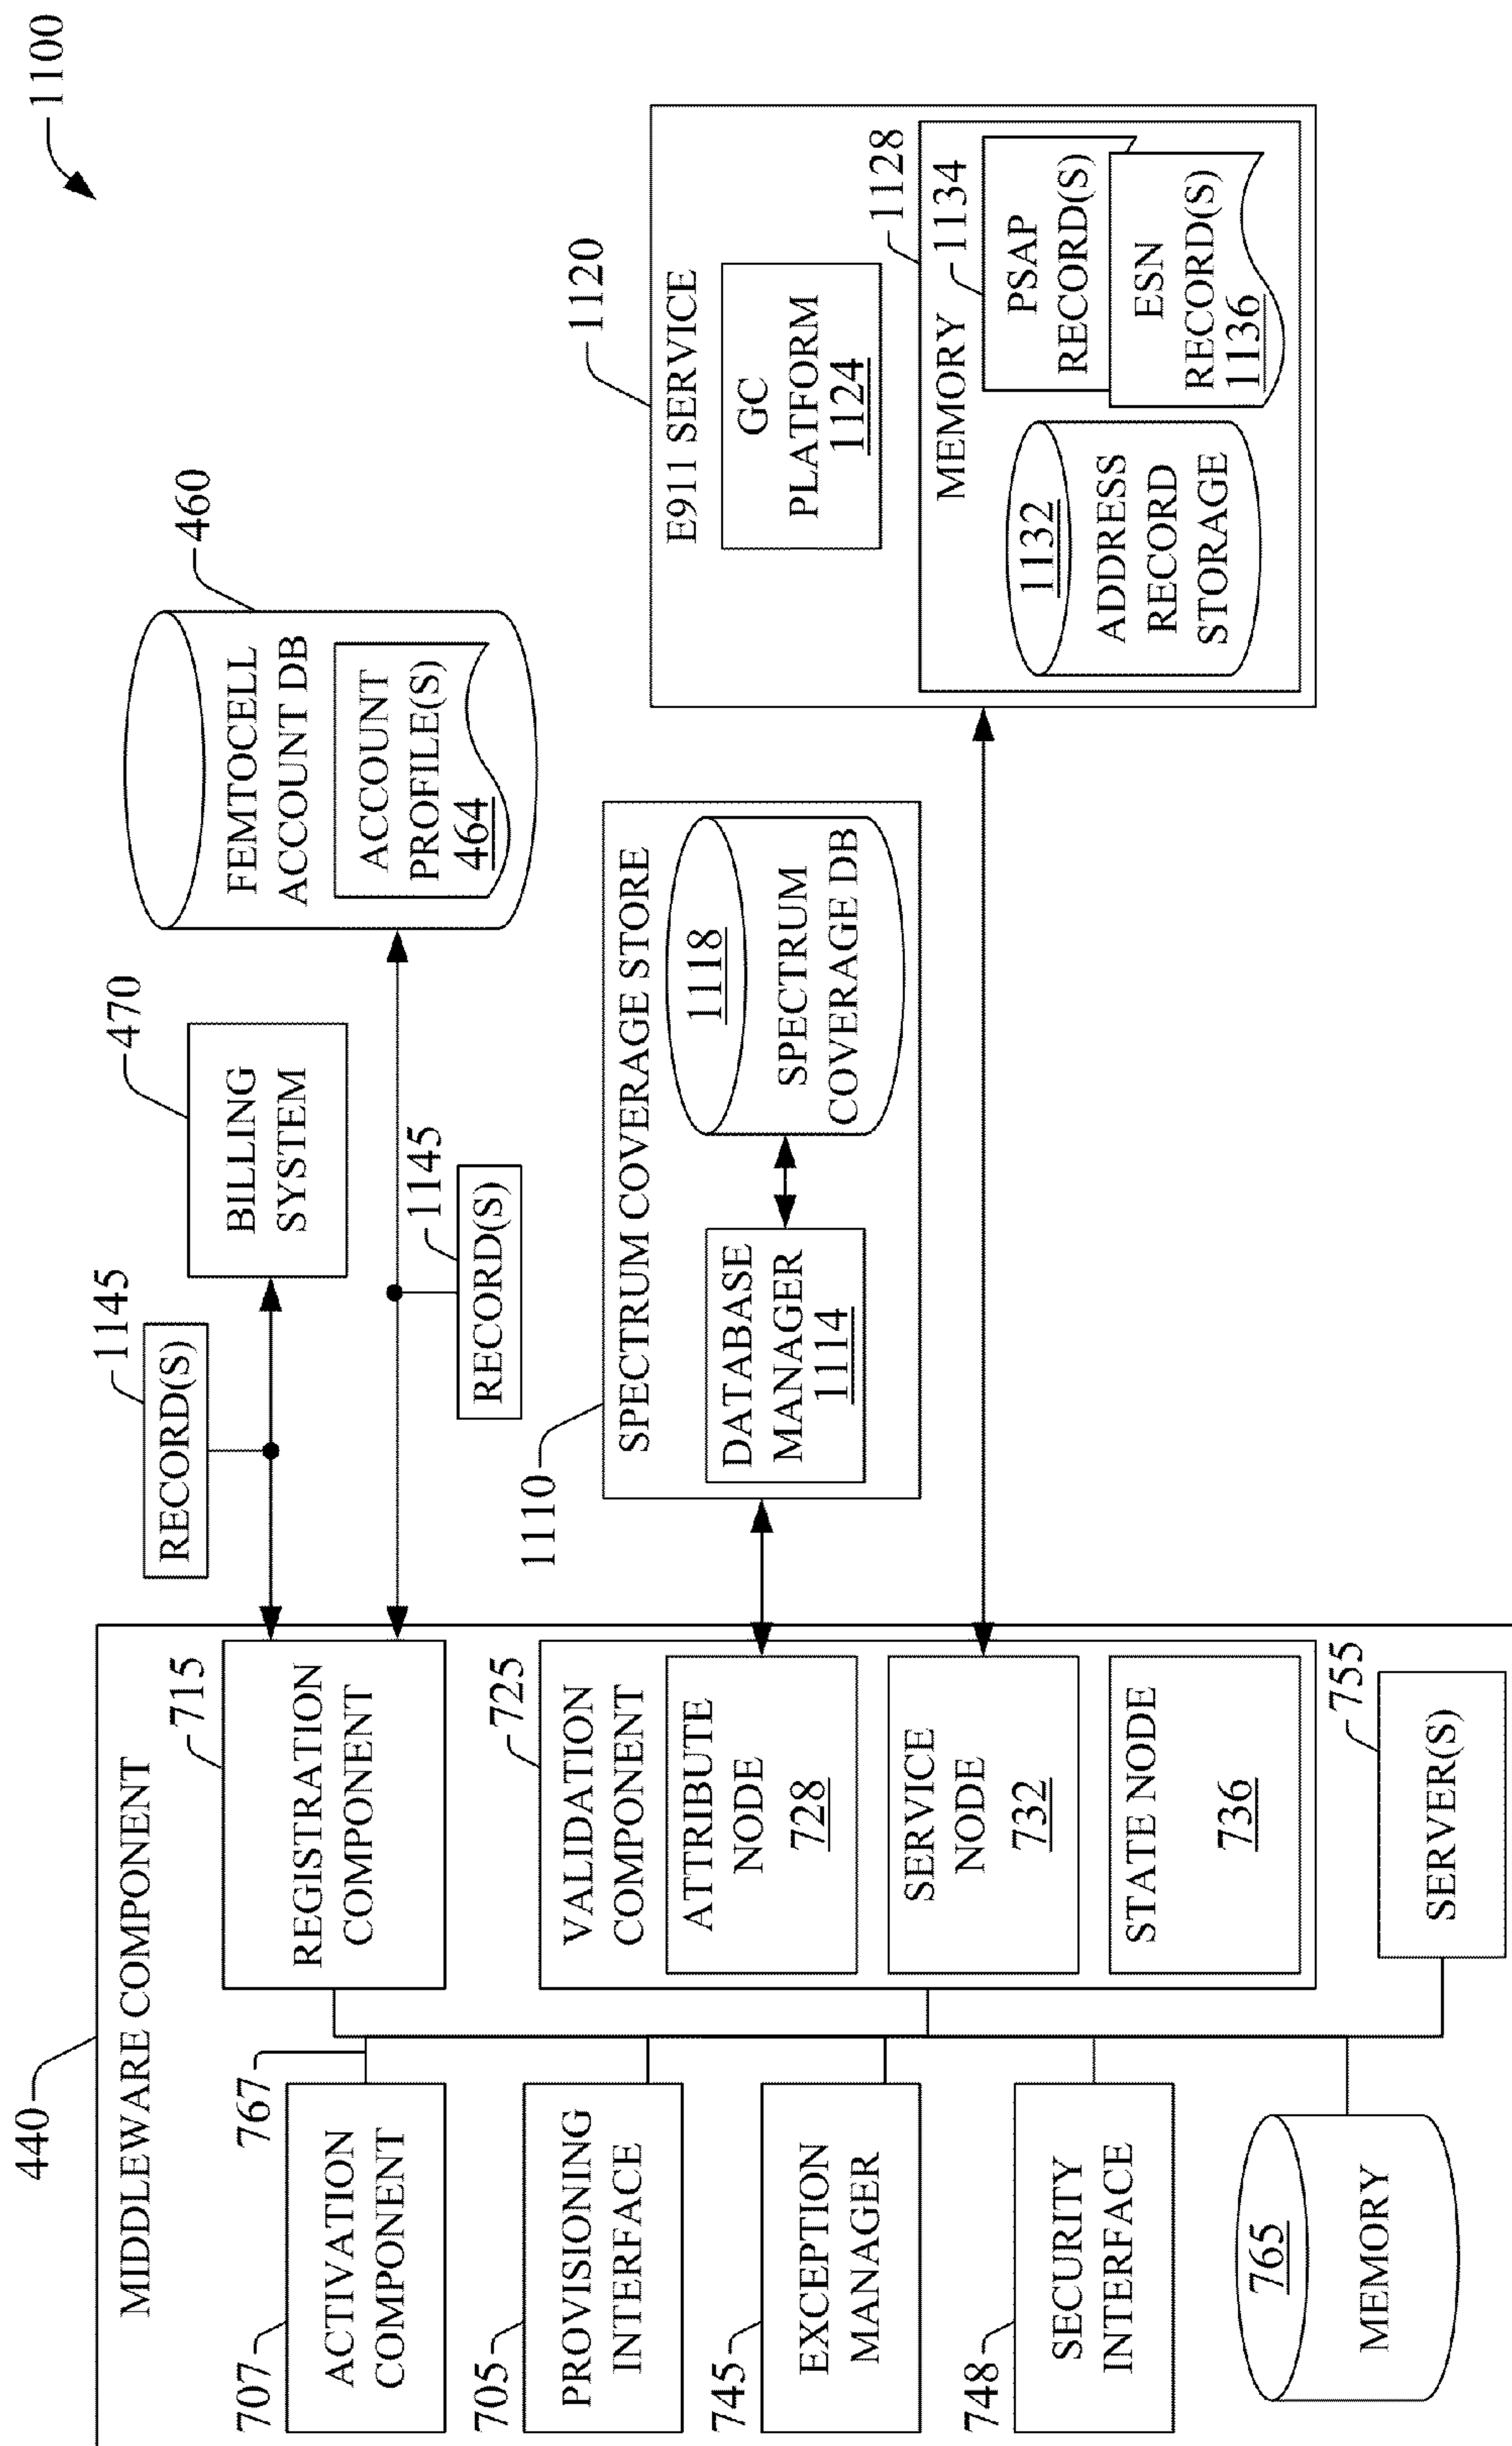 1100
440
MIDDLEWARE COMPONENT
707
ACTIVATION
COMPONENT
767
715
REGISTRATION
COMPONENT
705
PROVISIONING
INTERFACE
745
EXCEPTION
MANAGER
748
SECURITY
INTERFACE
765
MEMORY
725
VALIDATION
COMPONENT
ATTRIBUTE
NODE
728
SERVICE
NODE
732
STATE NODE
736
755
SERVER(S)
1145
RECORD(S)
470
BILLING
SYSTEM
1145
RECORD(S)
460
FEMTOCELL
ACCOUNT DB
ACCOUNT
PROFILE(S)
464
1110
SPECTRUM COVERAGE STORE
DATABASE
MANAGER
1114
1118
SPECTRUM
COVERAGE DB
1120
E911 SERVICE
GC
PLATFORM
1124
1128
MEMORY
1134
1132
ADDRESS
RECORD
STORAGE
PSAP
RECORD(S)
ESN
RECORD(S)
1136